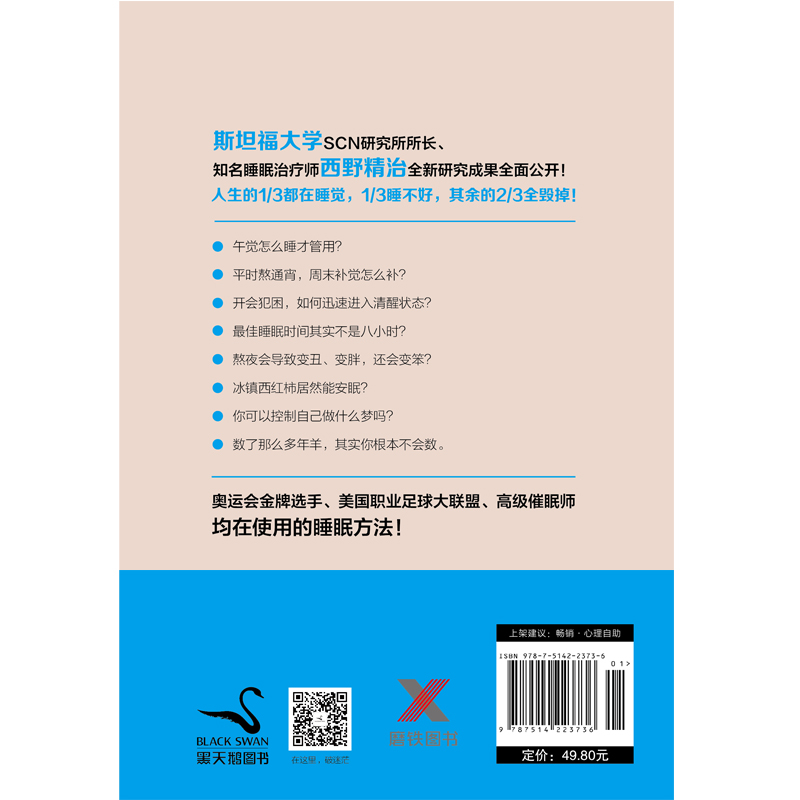 斯坦福大学SCN研究所所长、
知名睡眠治疗师西野精治全新研究成果全面公开！
人生的1/3都在睡觉，1/3睡不好，其余的2/3全毁掉！
午觉怎么睡才管用？
平时熬通宵，周末补觉怎么补？
开会犯困，如何迅速进入清醒状态？
最佳睡眠时间其实不是八小时？
熬夜会导致变丑、变胖，还会变笨？
冰镇西红柿居然能安眠？
你可以控制自己做什么梦吗？
数了那么多年羊，其实你根本不会数。
奥运会金牌选手、美国职业足球大联盟、高级催眠师
均在使用的睡眠方法！
上架建议：畅销·心理自助
ISBN 978-7-5142-2373-6
01>
9 787514 223736
定价：49.80元
BLACK SWAN
黑天鹅图书
在这里，破迷茫
磨铁图书